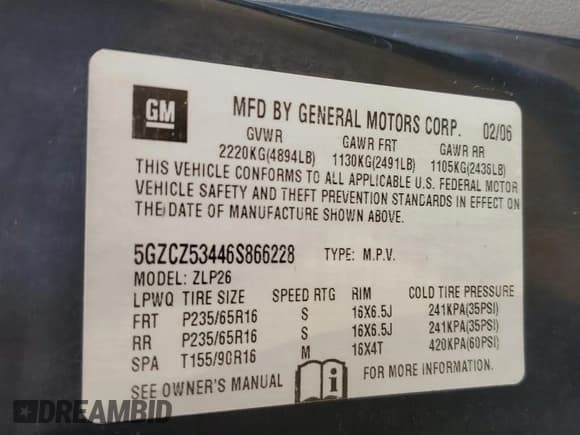 GM MFD BY GENERAL MOTORS CORP. 02/06
GVWR GAWR FRT GAWR RR
2220KG(4894LB) 1130KG(2491LB) 1105KG(2436LB)
THIS VEHICLE CONFORMS TO ALL APPLICABLE U.S. FEDERAL MOTOR
VEHICLE SAFETY AND THEFT PREVENTION STANDARDS IN EFFECT ON
THE DATE OF MANUFACTURE SHOWN ABOVE.
5GZCZ53446S866228 TYPE: M.P.V.
MODEL: ZLP26
LPWQ TIRE SIZE SPEED RTG RIM COLD TIRE PRESSURE
FRT P235/65R16 S 16X6.5J 241KPA(35PSI)
RR P235/65R16 S 16X6.5J 241KPA(35PSI)
SPA T155/90R16 M 16X4T 420KPA(60PSI)
SEE OWNER'S MANUAL i FOR MORE INFORMATION.
DREAMBID